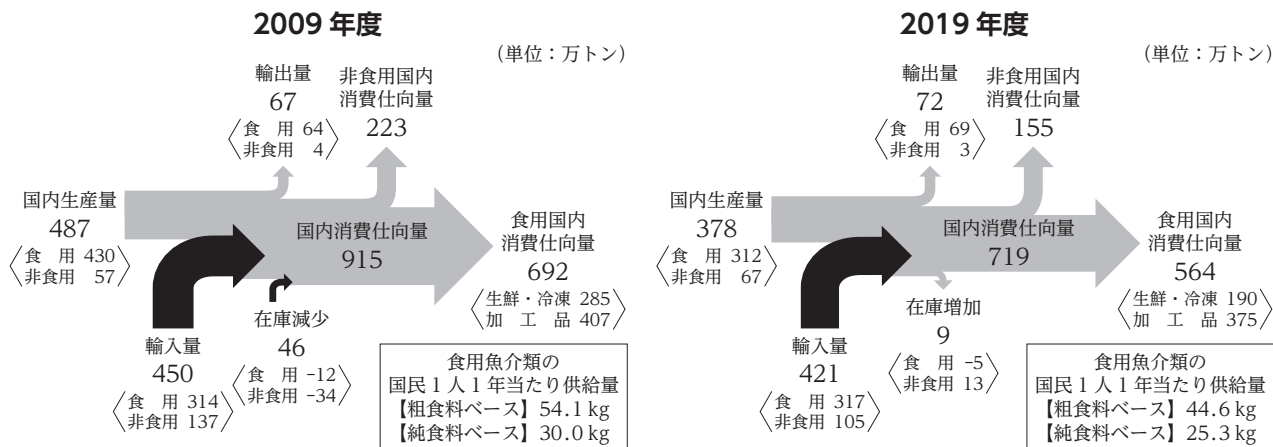 2009 年度
(単位：万トン)
輸出量
67
〈食　用 64
非食用 4〉
非食用国内
消費仕向量
223
国内生産量
487
〈食　用 430
非食用 57〉
国内消費仕向量
915
食用国内
消費仕向量
692
〈生鮮・冷凍 285
加　工　品 407〉
在庫減少
46
〈食　用 -12
非食用 -34〉
輸入量
450
〈食　用 314
非食用 137〉
食用魚介類の
国民 1 人 1 年当たり供給量
【粗食料ベース】54.1 kg
【純食料ベース】30.0 kg
2019 年度
(単位：万トン)
輸出量
72
〈食　用 69
非食用 3〉
非食用国内
消費仕向量
155
国内生産量
378
〈食　用 312
非食用 67〉
国内消費仕向量
719
食用国内
消費仕向量
564
〈生鮮・冷凍 190
加　工　品 375〉
在庫増加
9
〈食　用 -5
非食用 13〉
輸入量
421
〈食　用 317
非食用 105〉
食用魚介類の
国民 1 人 1 年当たり供給量
【粗食料ベース】44.6 kg
【純食料ベース】25.3 kg